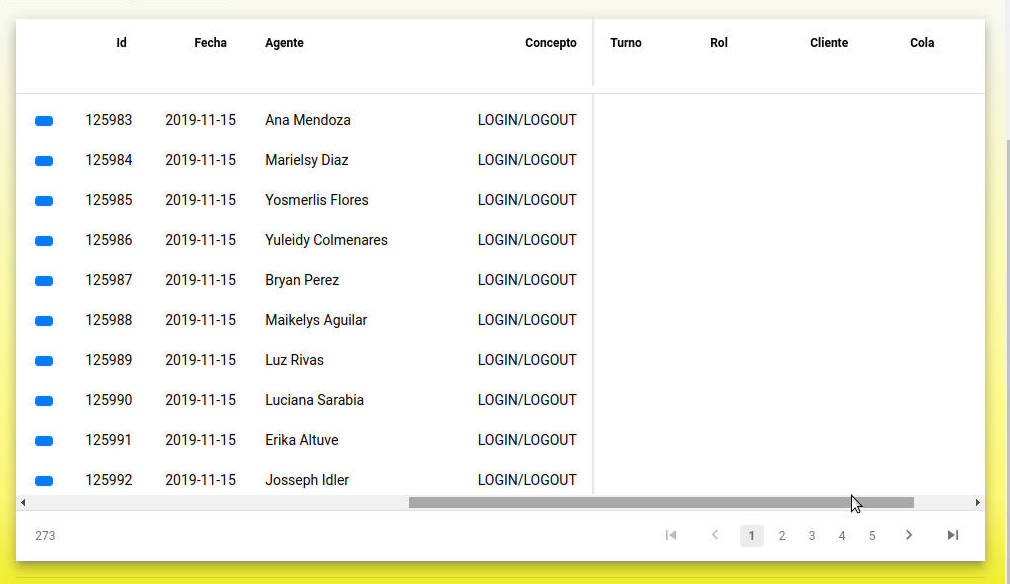 Id Fecha Agente Concepto Turno Rol Cliente Cola
125983 2019-11-15 Ana Mendoza LOGIN/LOGOUT
125984 2019-11-15 Marielsy Diaz LOGIN/LOGOUT
125985 2019-11-15 Yosmerlis Flores LOGIN/LOGOUT
125986 2019-11-15 Yuleidy Colmenares LOGIN/LOGOUT
125987 2019-11-15 Bryan Perez LOGIN/LOGOUT
125988 2019-11-15 Maikelys Aguilar LOGIN/LOGOUT
125989 2019-11-15 Luz Rivas LOGIN/LOGOUT
125990 2019-11-15 Luciana Sarabia LOGIN/LOGOUT
125991 2019-11-15 Erika Altuve LOGIN/LOGOUT
125992 2019-11-15 Josseph Idler LOGIN/LOGOUT
273 1 2 3 4 5